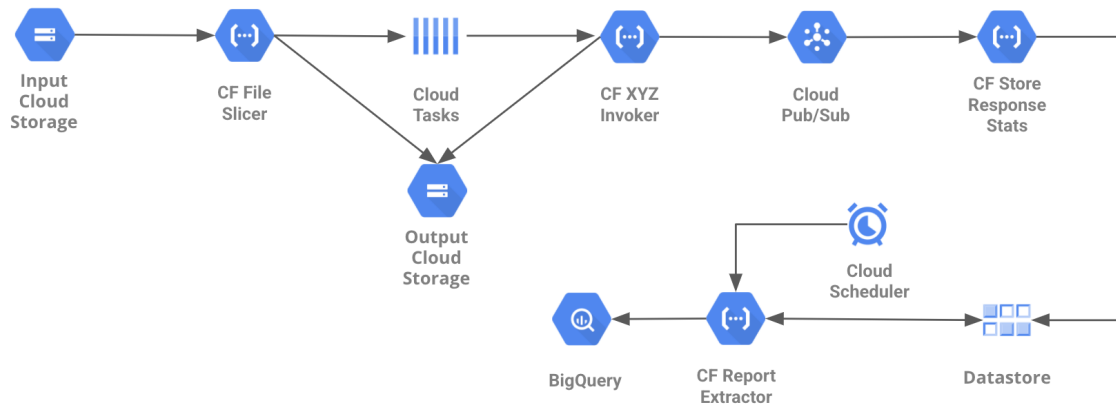 Input
Cloud
Storage
CF File
Slicer
Cloud
Tasks
CF XYZ
Invoker
Cloud
Pub/Sub
CF Store
Response
Stats
Output
Cloud
Storage
Cloud
Scheduler
BigQuery
CF Report
Extractor
Datastore